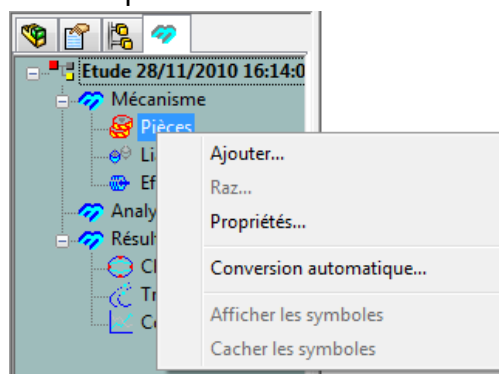 Etude 28/11/2010 16:14:0
Mécanisme
Pièces
Ajouter...
Raz...
Propriétés...
Conversion automatique...
Afficher les symboles
Cacher les symboles